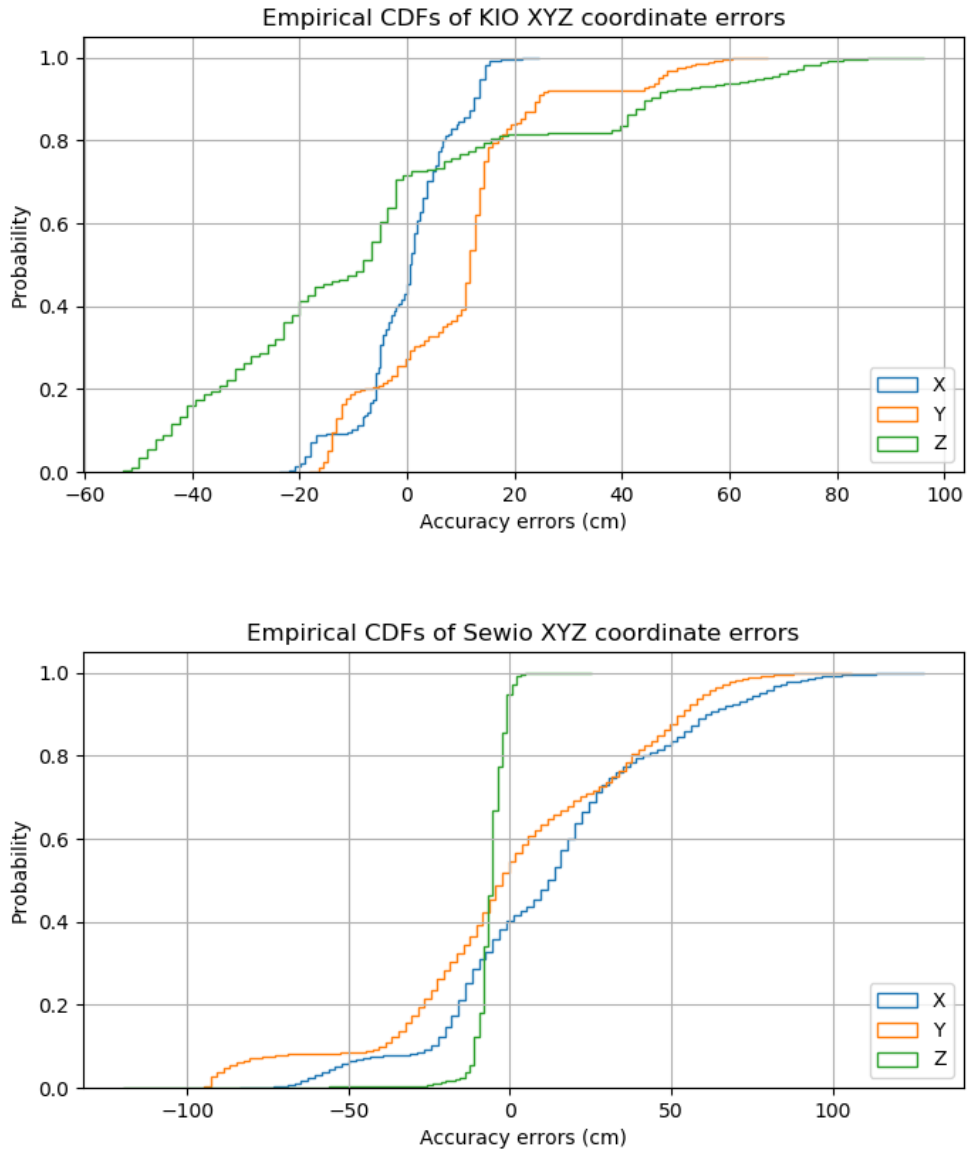 Empirical CDFs of KIO XYZ coordinate errors
1.0
0.8
0.6
0.4
0.2
0.0
Probability
X
Y
Z
−60 −40 −20 0 20 40 60 80 100
Accuracy errors (cm)
Empirical CDFs of Sewio XYZ coordinate errors
1.0
0.8
0.6
0.4
0.2
0.0
Probability
X
Y
Z
−100 −50 0 50 100
Accuracy errors (cm)